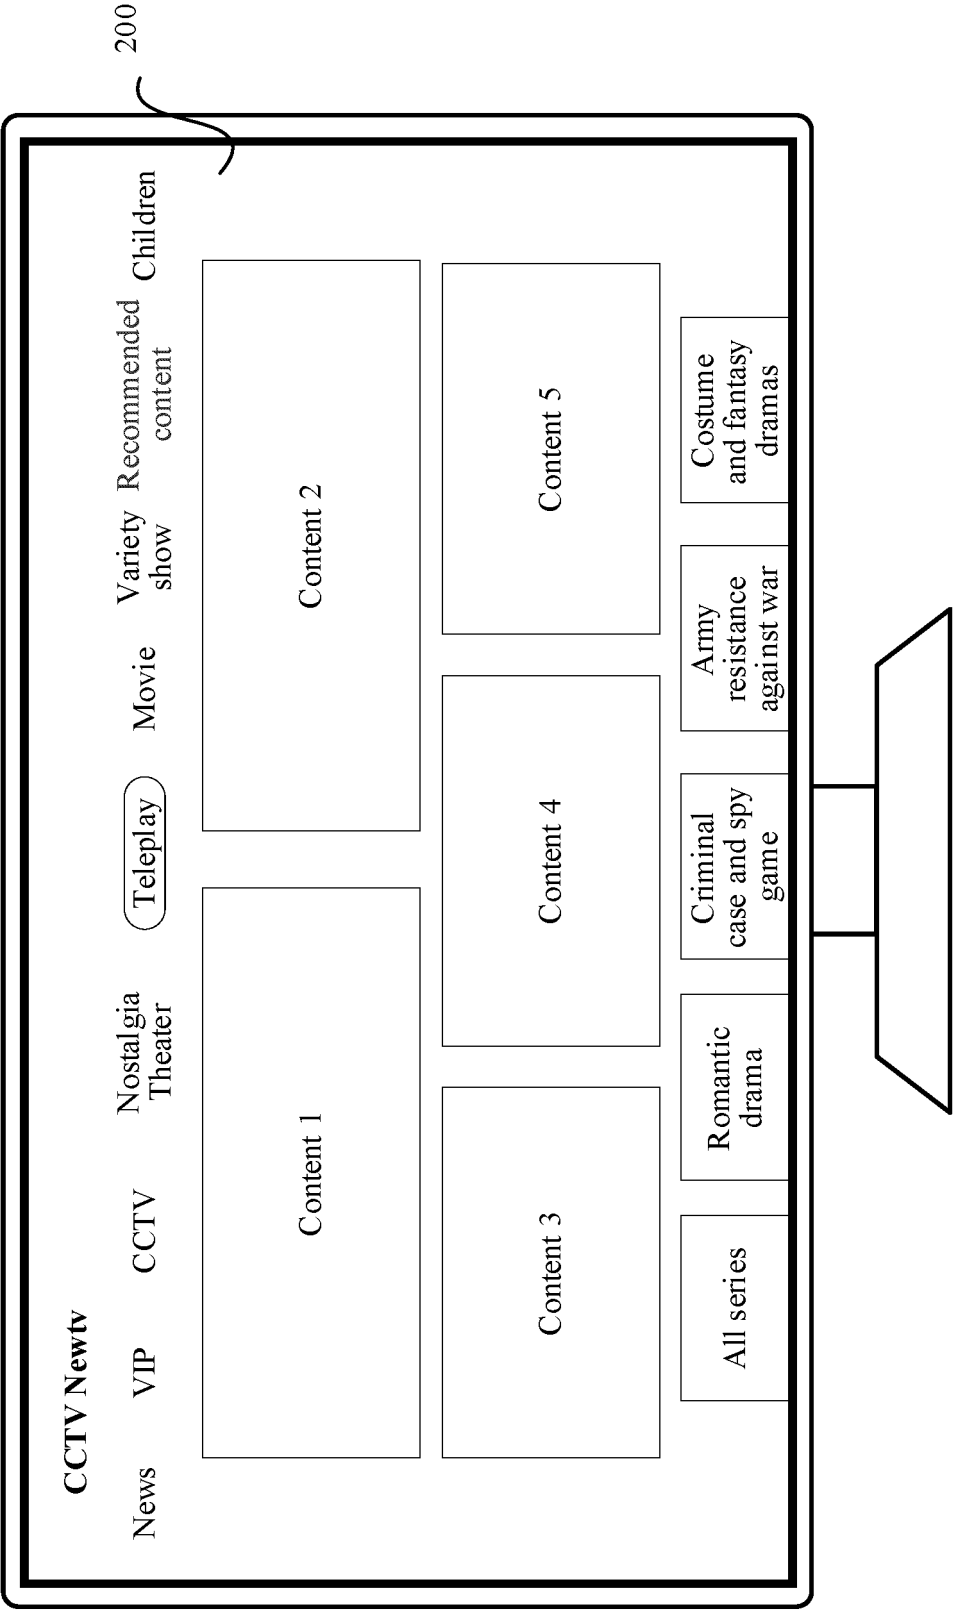 200
CCTV Newtv
News
VIP
CCTV
Nostalgia
Theater
Teleplay
Movie
Variety
show
Recommended
content
Children
Content 1
Content 2
Content 3
Content 4
Content 5
All series
Romantic
drama
Criminal
case and spy
game
Army
resistance
against war
Costume
and fantasy
dramas